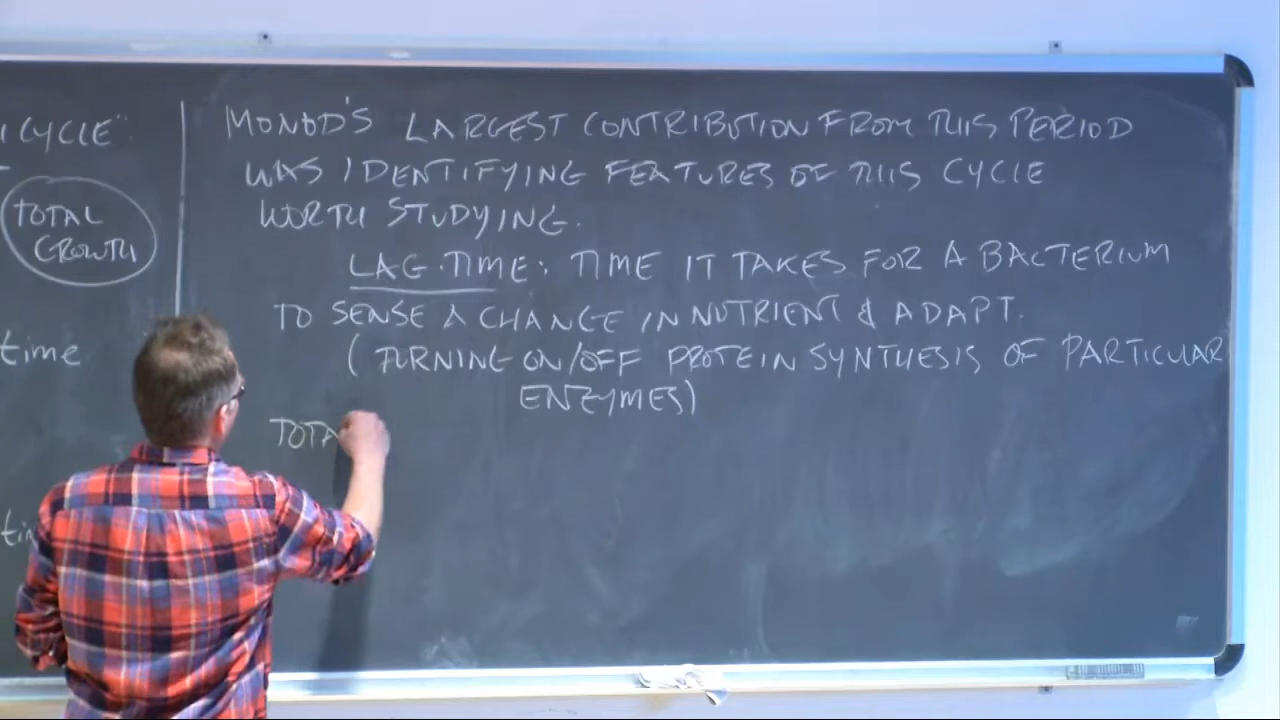 CYCLE"
TOTAL
GROWTH
time
MONOD'S LARGEST CONTRIBUTION FROM THIS PERIOD
WAS IDENTIFYING FEATURES OF THIS CYCLE
WORTH STUDYING.
LAG TIME: TIME IT TAKES FOR A BACTERIUM
TO SENSE A CHANGE IN NUTRIENT & ADAPT.
(TURNING ON/OFF PROTEIN SYNTHESIS OF PARTICULAR
ENZYMES)
TOTA